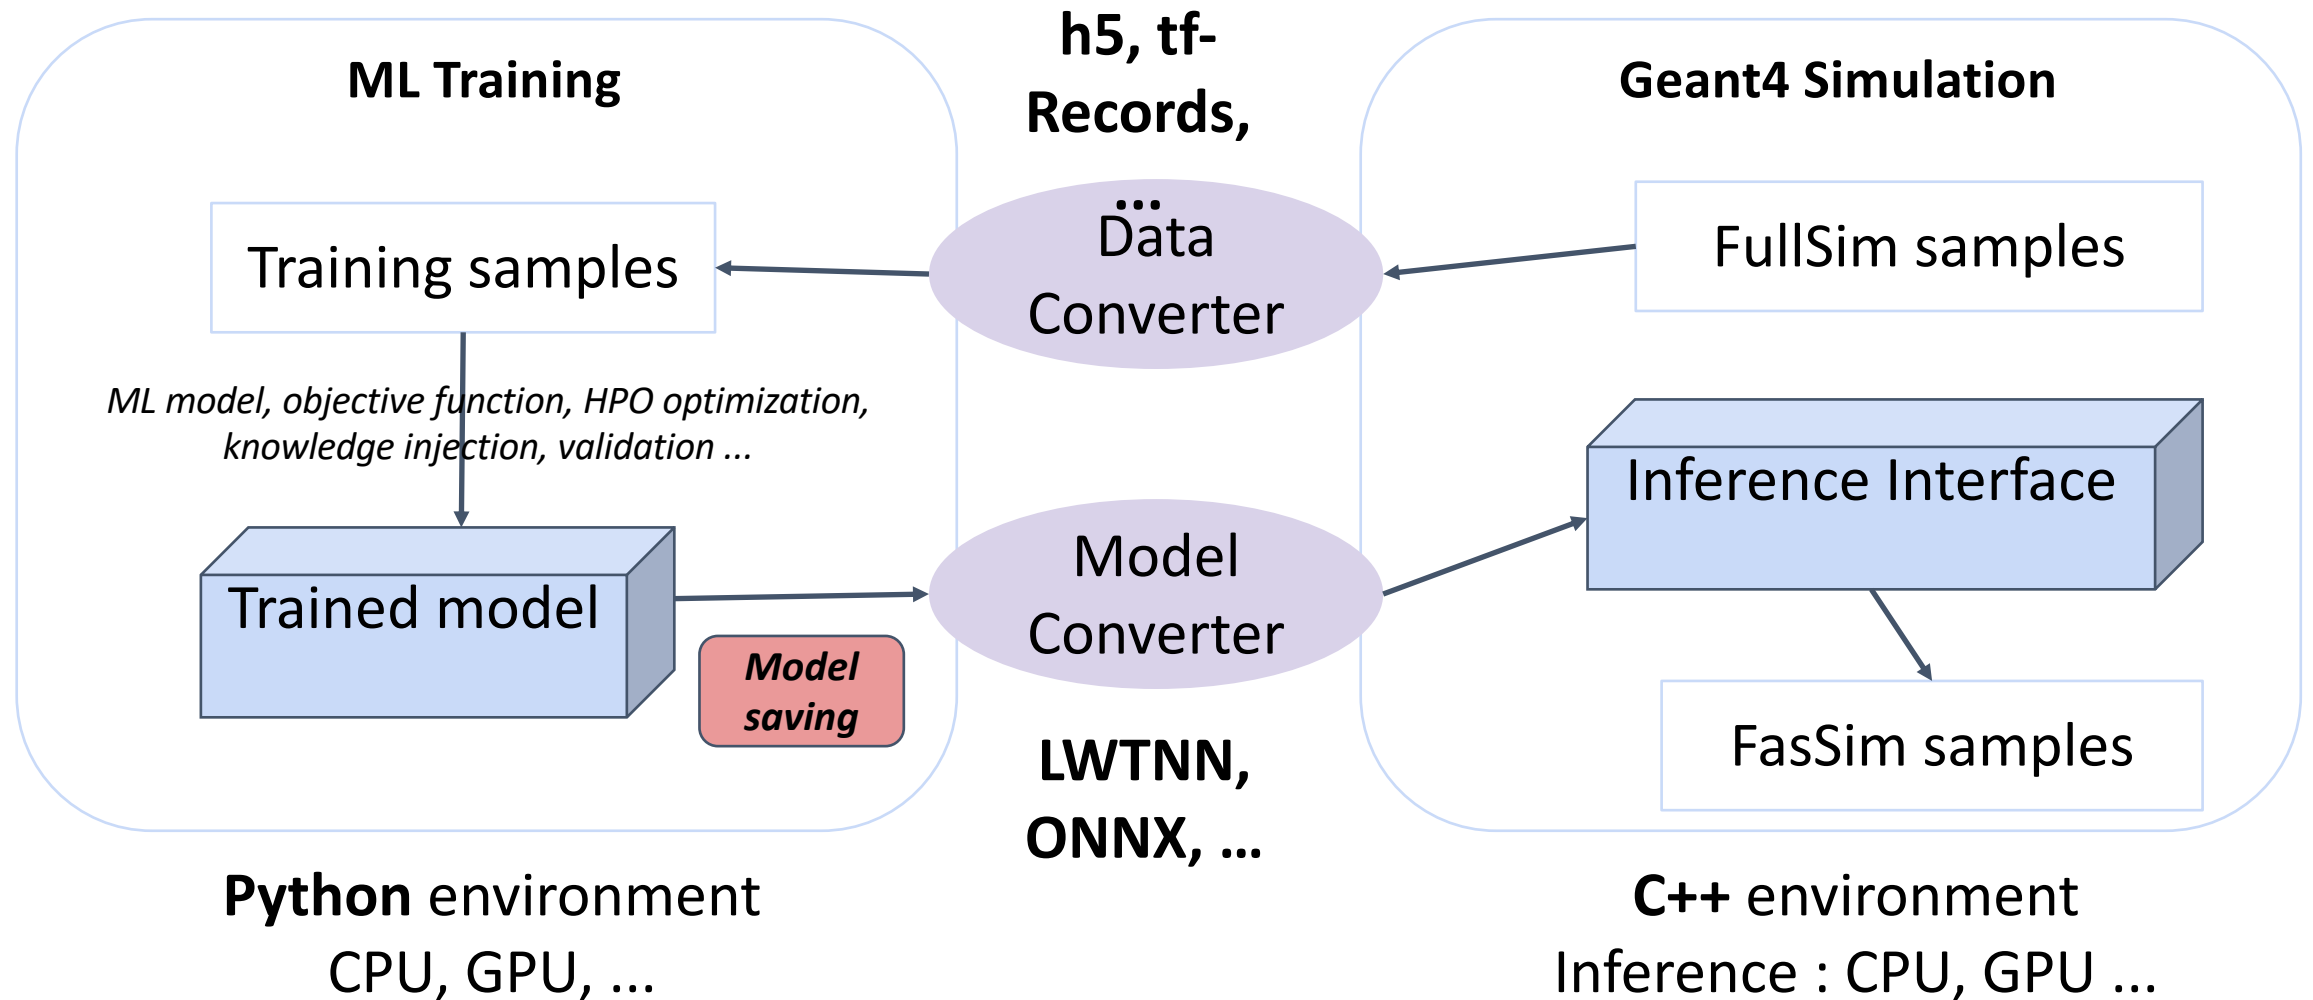 ML Training
h5, tf-
Records,
...
Geant4 Simulation
Training samples
Data
Converter
FullSim samples
ML model, objective function, HPO optimization,
knowledge injection, validation ...
Trained model
Model
saving
Model
Converter
Inference Interface
FasSim samples
LWTNN,
ONNX, ...
Python environment
CPU, GPU, ...
C++ environment
Inference : CPU, GPU ...